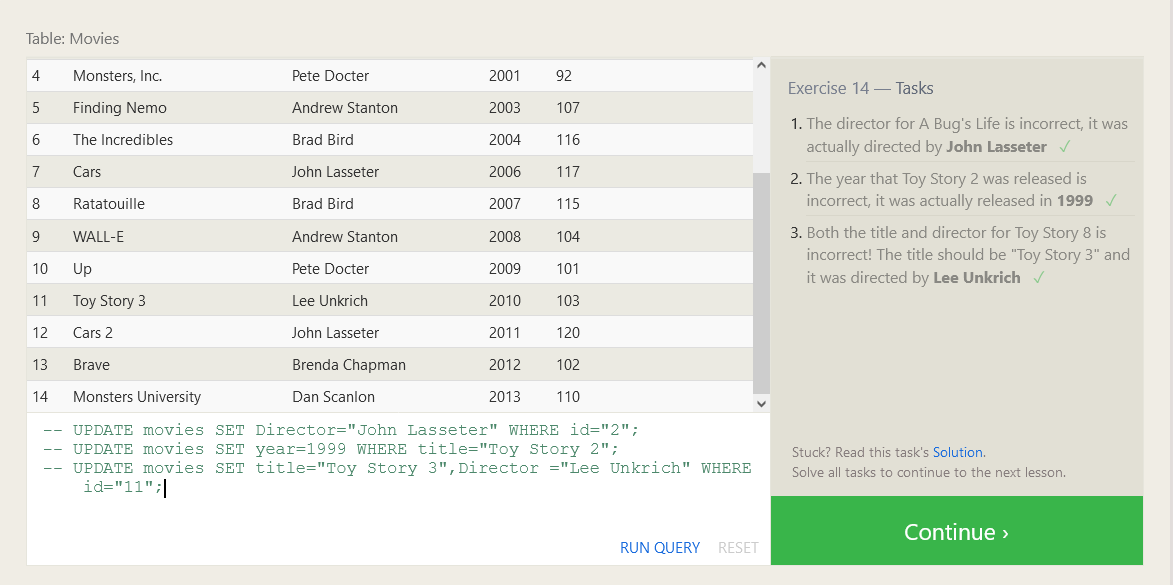 Table: Movies
4 Monsters, Inc. Pete Docter 2001 92
5 Finding Nemo Andrew Stanton 2003 107
6 The Incredibles Brad Bird 2004 116
7 Cars John Lasseter 2006 117
8 Ratatouille Brad Bird 2007 115
9 WALL-E Andrew Stanton 2008 104
10 Up Pete Docter 2009 101
11 Toy Story 3 Lee Unkrich 2010 103
12 Cars 2 John Lasseter 2011 120
13 Brave Brenda Chapman 2012 102
14 Monsters University Dan Scanlon 2013 110
-- UPDATE movies SET Director="John Lasseter" WHERE id="2";
-- UPDATE movies SET year=1999 WHERE title="Toy Story 2";
-- UPDATE movies SET title="Toy Story 3",Director ="Lee Unkrich" WHERE
id="11";
RUN QUERY RESET
Exercise 14 — Tasks
1. The director for A Bug's Life is incorrect, it was
actually directed by John Lasseter ✓
2. The year that Toy Story 2 was released is
incorrect, it was actually released in 1999 ✓
3. Both the title and director for Toy Story 8 is
incorrect! The title should be "Toy Story 3" and
it was directed by Lee Unkrich ✓
Stuck? Read this task's Solution.
Solve all tasks to continue to the next lesson.
Continue ›